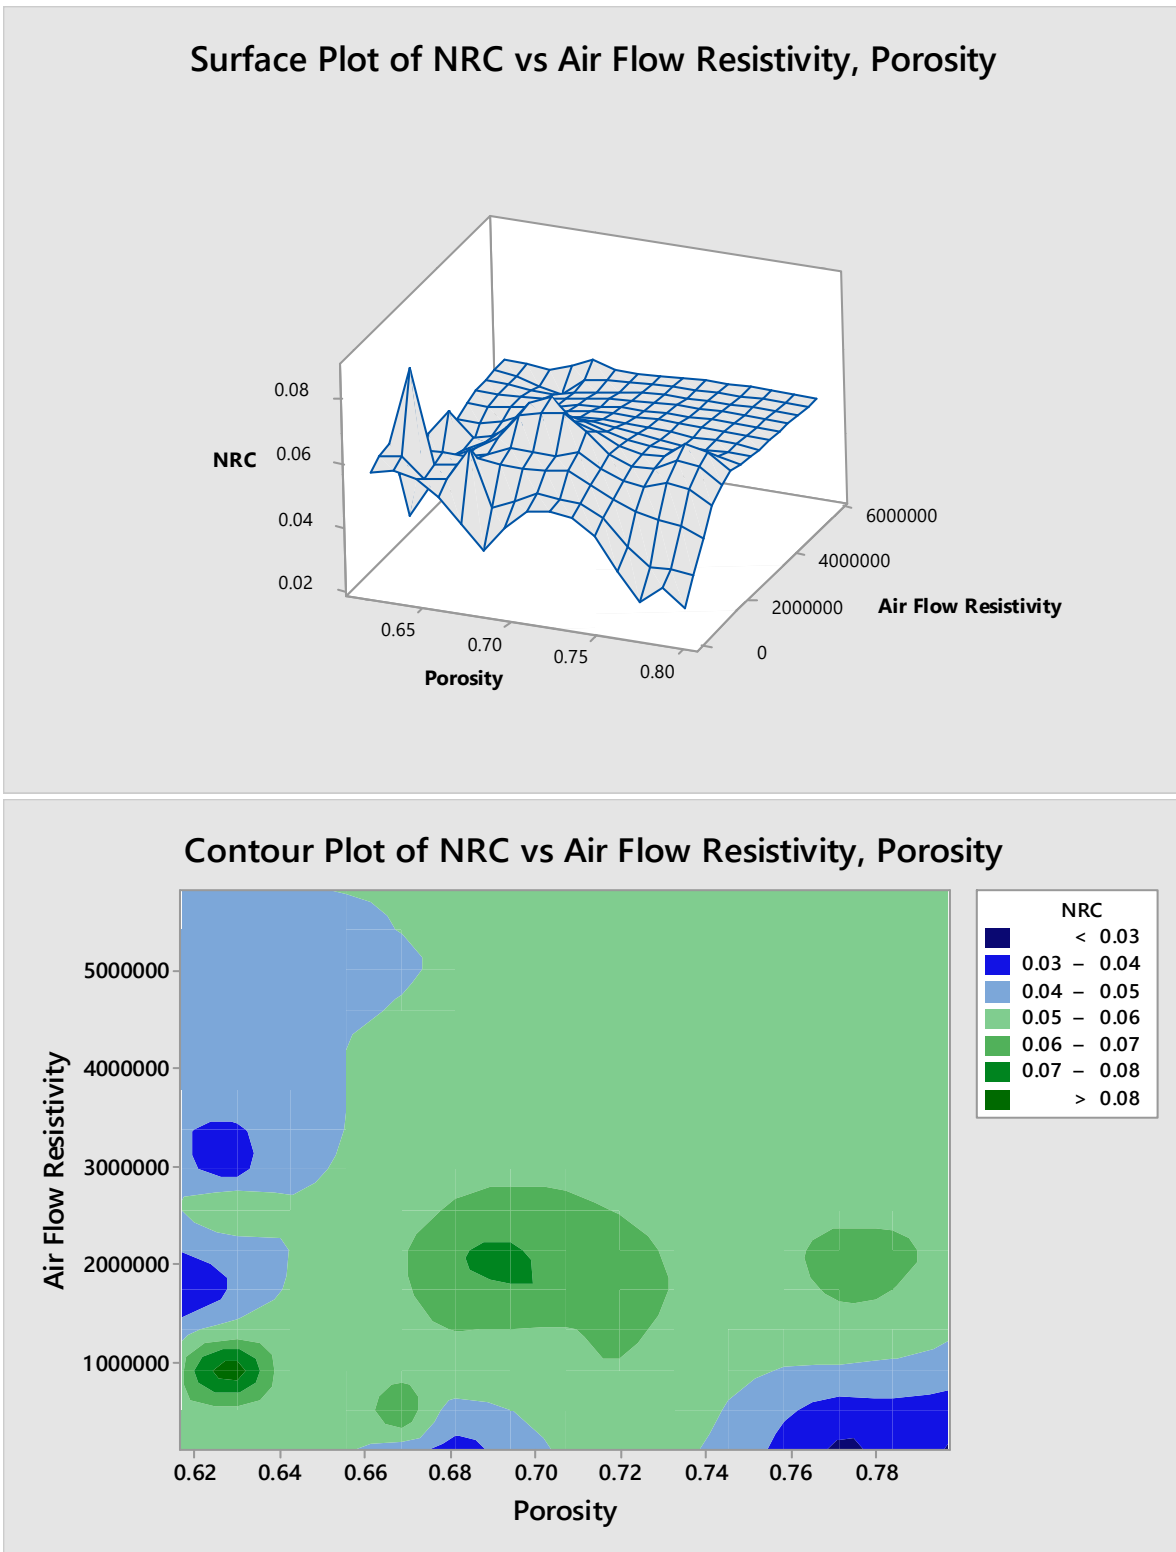 Surface Plot of NRC vs Air Flow Resistivity, Porosity
0.08
NRC 0.06
0.04
0.02
6000000
4000000
2000000 Air Flow Resistivity
0
0.65
0.70
0.75
0.80
Porosity
Contour Plot of NRC vs Air Flow Resistivity, Porosity
NRC
< 0.03
0.03 – 0.04
0.04 – 0.05
0.05 – 0.06
0.06 – 0.07
0.07 – 0.08
> 0.08
Air Flow Resistivity
5000000
4000000
3000000
2000000
1000000
0.62 0.64 0.66 0.68 0.70 0.72 0.74 0.76 0.78
Porosity